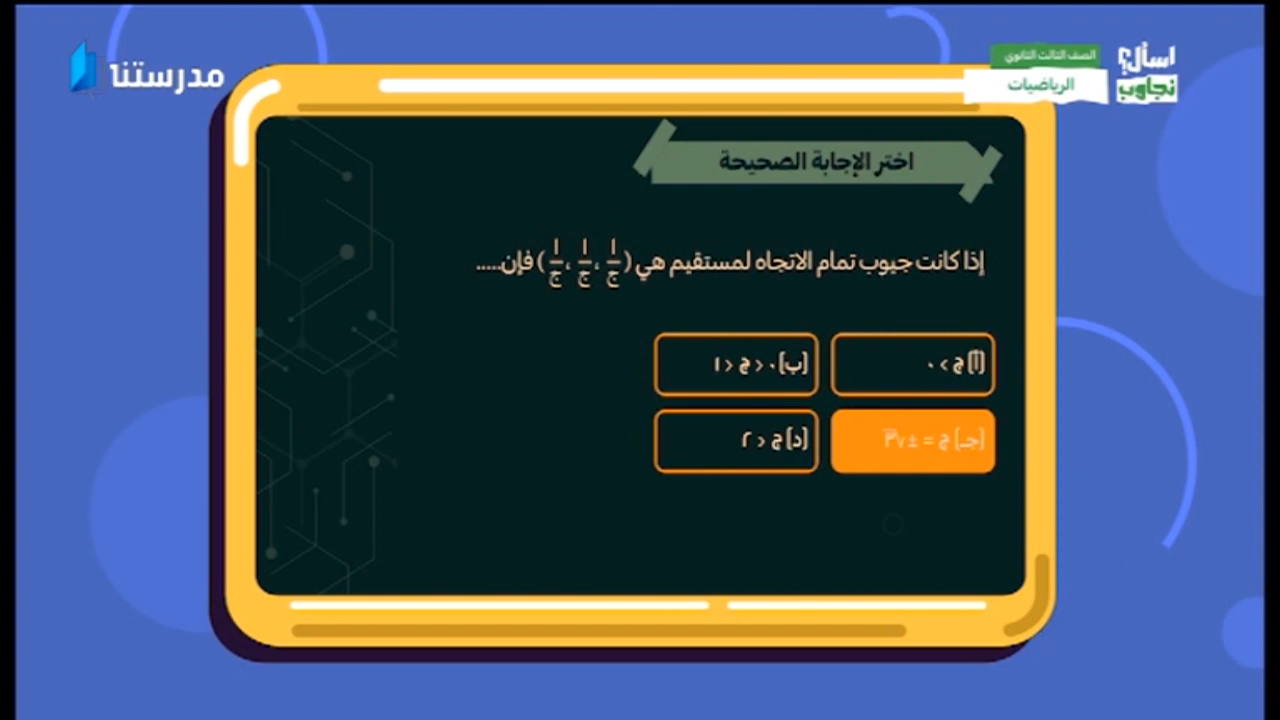 مدرستنا
اسأل؟
نجاوب
الصف الثالث الثانوي
الرياضيات
اختر الإجابة الصحيحة
إذا كانت جيوب تمام الاتجاه لمستقيم هي (١/ج، ١/ج، ١/ج) فإن.....
(أ) ج > ٠
(ب) ٠ < ج < ١
(جـ) ج = ± √٣
(د) ج < ٢